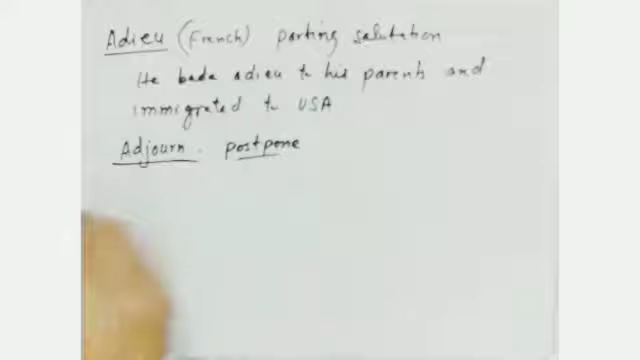 Adieu (French) parting salutation
He bade adieu to his parents and
immigrated to USA
Adjourn . postpone